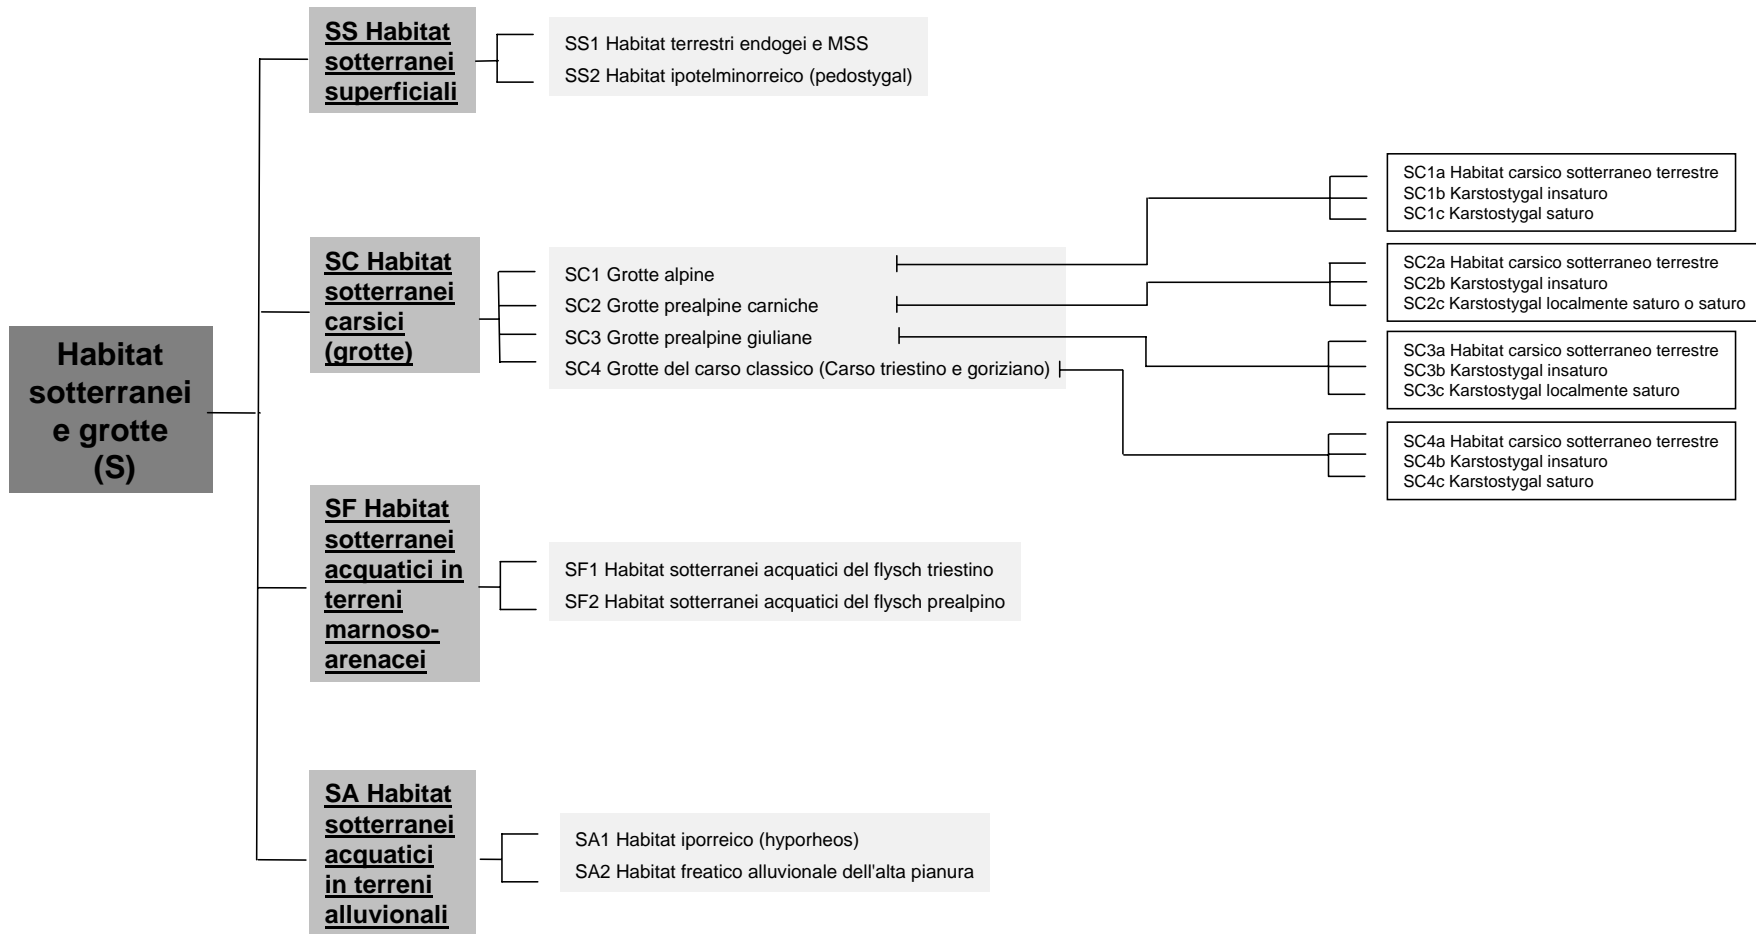 Habitat
sotterranei
e grotte
(S)
SS Habitat
sotterranei
superficiali
SS1 Habitat terrestri endogei e MSS
SS2 Habitat ipotelminorreico (pedostygal)
SC Habitat
sotterranei
carsici
(grotte)
SC1 Grotte alpine
SC2 Grotte prealpine carniche
SC3 Grotte prealpine giuliane
SC4 Grotte del carso classico (Carso triestino e goriziano)
SC1a Habitat carsico sotterraneo terrestre
SC1b Karstostygal insaturo
SC1c Karstostygal saturo
SC2a Habitat carsico sotterraneo terrestre
SC2b Karstostygal insaturo
SC2c Karstostygal localmente saturo o saturo
SC3a Habitat carsico sotterraneo terrestre
SC3b Karstostygal insaturo
SC3c Karstostygal localmente saturo
SC4a Habitat carsico sotterraneo terrestre
SC4b Karstostygal insaturo
SC4c Karstostygal saturo
SF Habitat
sotterranei
acquatici in
terreni
marnoso-
arenacei
SF1 Habitat sotterranei acquatici del flysch triestino
SF2 Habitat sotterranei acquatici del flysch prealpino
SA Habitat
sotterranei
acquatici
in terreni
alluvionali
SA1 Habitat iporreico (hyporheos)
SA2 Habitat freatico alluvionale dell'alta pianura